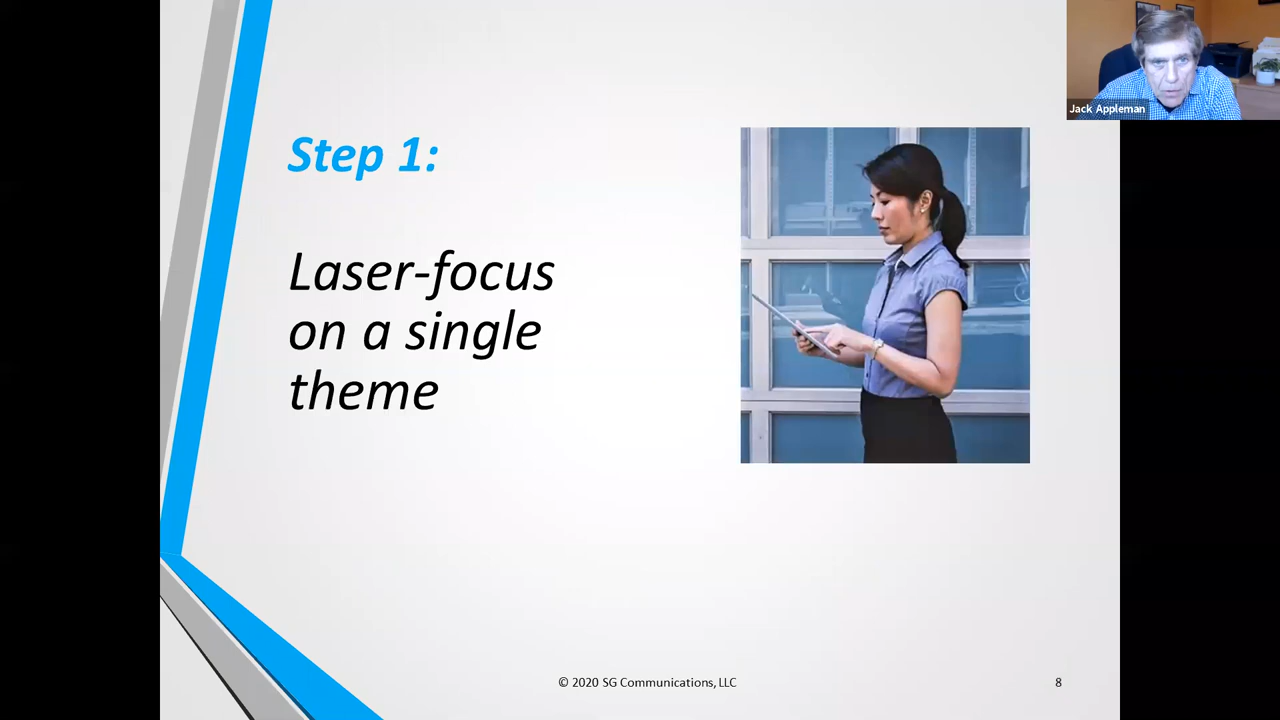 Jack Appleman
Step 1:
Laser-focus
on a single
theme
© 2020 SG Communications, LLC
8